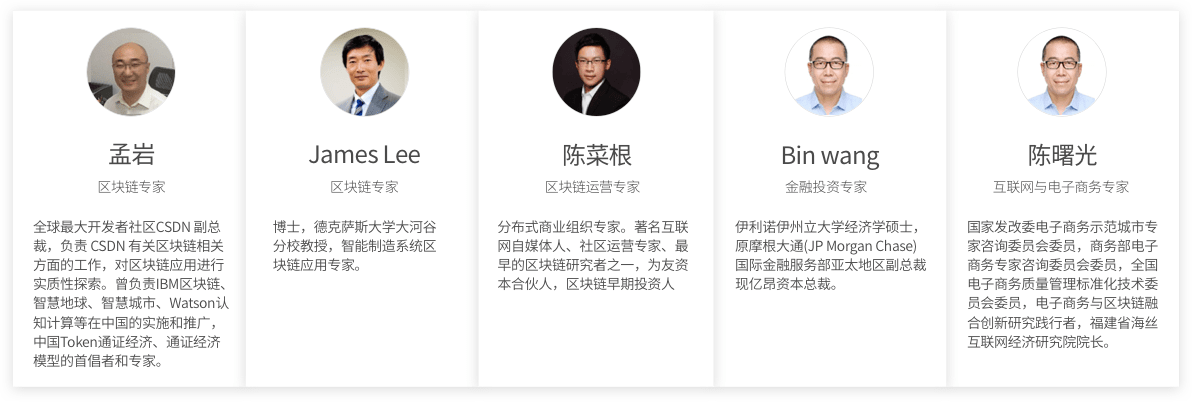 孟岩
区块链专家
全球最大开发者社区CSDN 副总
裁，负责 CSDN 有关区块链相关
方面的工作，对区块链应用进行
实质性探索。曾负责IBM区块链、
智慧地球、智慧城市、Watson认
知计算等在中国的实施和推广，
中国Token通证经济、通证经济
模型的首倡者和专家。
James Lee
区块链专家
博士，德克萨斯大学大河谷
分校教授，智能制造系统区
块链应用专家。
陈菜根
区块链运营专家
分布式商业组织专家。著名互联
网自媒体人、社区运营专家、最
早的区块链研究者之一，为友资
本合伙人，区块链早期投资人
Bin wang
金融投资专家
伊利诺伊州立大学经济学硕士，
原摩根大通(JP Morgan Chase)
国际金融服务部亚太地区副总裁
现亿昂资本总裁。
陈曙光
互联网与电子商务专家
国家发改委电子商务示范城市专
家咨询委员会委员，商务部电子
商务专家咨询委员会委员，全国
电子商务质量管理标准化技术委
员会委员，电子商务与区块链融
合创新研究践行者，福建省海丝
互联网经济研究院院长。